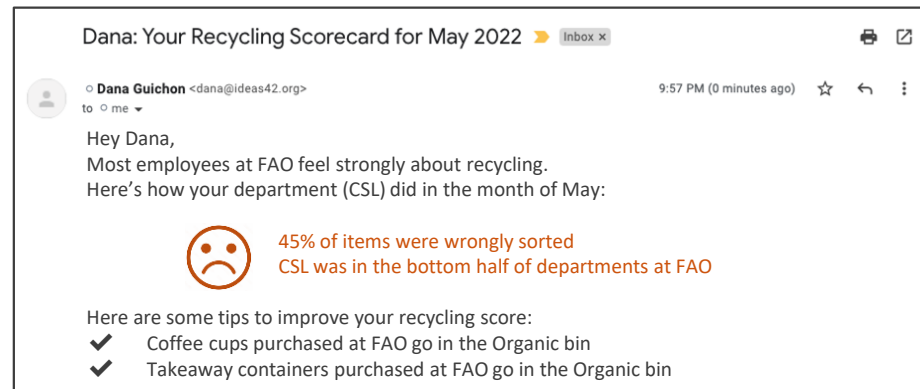 Dana: Your Recycling Scorecard for May 2022 Inbox ×
Dana Guichon <dana@ideas42.org> 9:57 PM (0 minutes ago)
to me
Hey Dana,
Most employees at FAO feel strongly about recycling.
Here's how your department (CSL) did in the month of May:
45% of items were wrongly sorted
CSL was in the bottom half of departments at FAO
Here are some tips to improve your recycling score:
✔ Coffee cups purchased at FAO go in the Organic bin
✔ Takeaway containers purchased at FAO go in the Organic bin